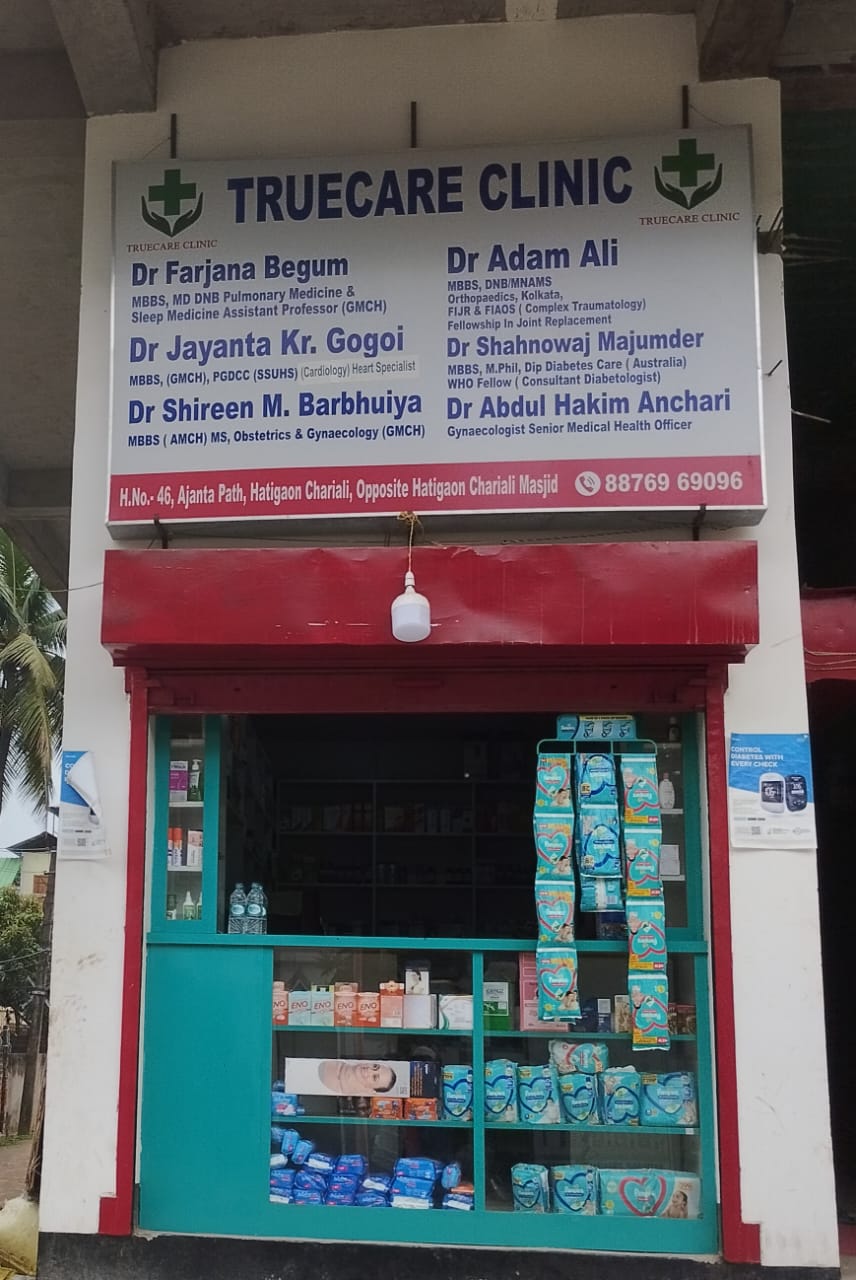 TRUECARE CLINIC
TRUECARE CLINIC
TRUECARE CLINIC
Dr Farjana Begum
MBBS, MD DNB Pulmonary Medicine &
Sleep Medicine Assistant Professor (GMCH)
Dr Jayanta Kr. Gogoi
MBBS, (GMCH), PGDCC (SSUHS) (Cardiology) Heart Specialist
Dr Shireen M. Barbhuiya
MBBS ( AMCH) MS, Obstetrics & Gynaecology (GMCH)
Dr Adam Ali
MBBS, DNB/MNAMS
Orthopaedics, Kolkata,
FIJR & FIAOS ( Complex Traumatology)
Fellowship In Joint Replacement
Dr Shahnowaj Majumder
MBBS, M.Phil, Dip Diabetes Care ( Australia)
WHO Fellow ( Consultant Diabetologist)
Dr Abdul Hakim Anchari
Gynaecologist Senior Medical Health Officer
H.No.- 46, Ajanta Path, Hatigaon Chariali, Opposite Hatigaon Chariali Masjid 88769 69096
CONTROL
DIABETES WITH
EVERY CHECK
ENO
ENO
ENO
ENO